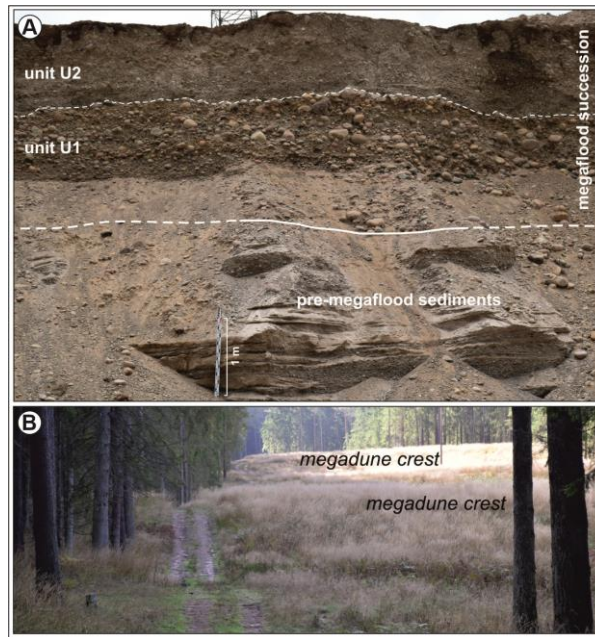 A
unit U2
unit U1
megaflood succession
pre-megaflood sediments
1 m
B
megadune crest
megadune crest